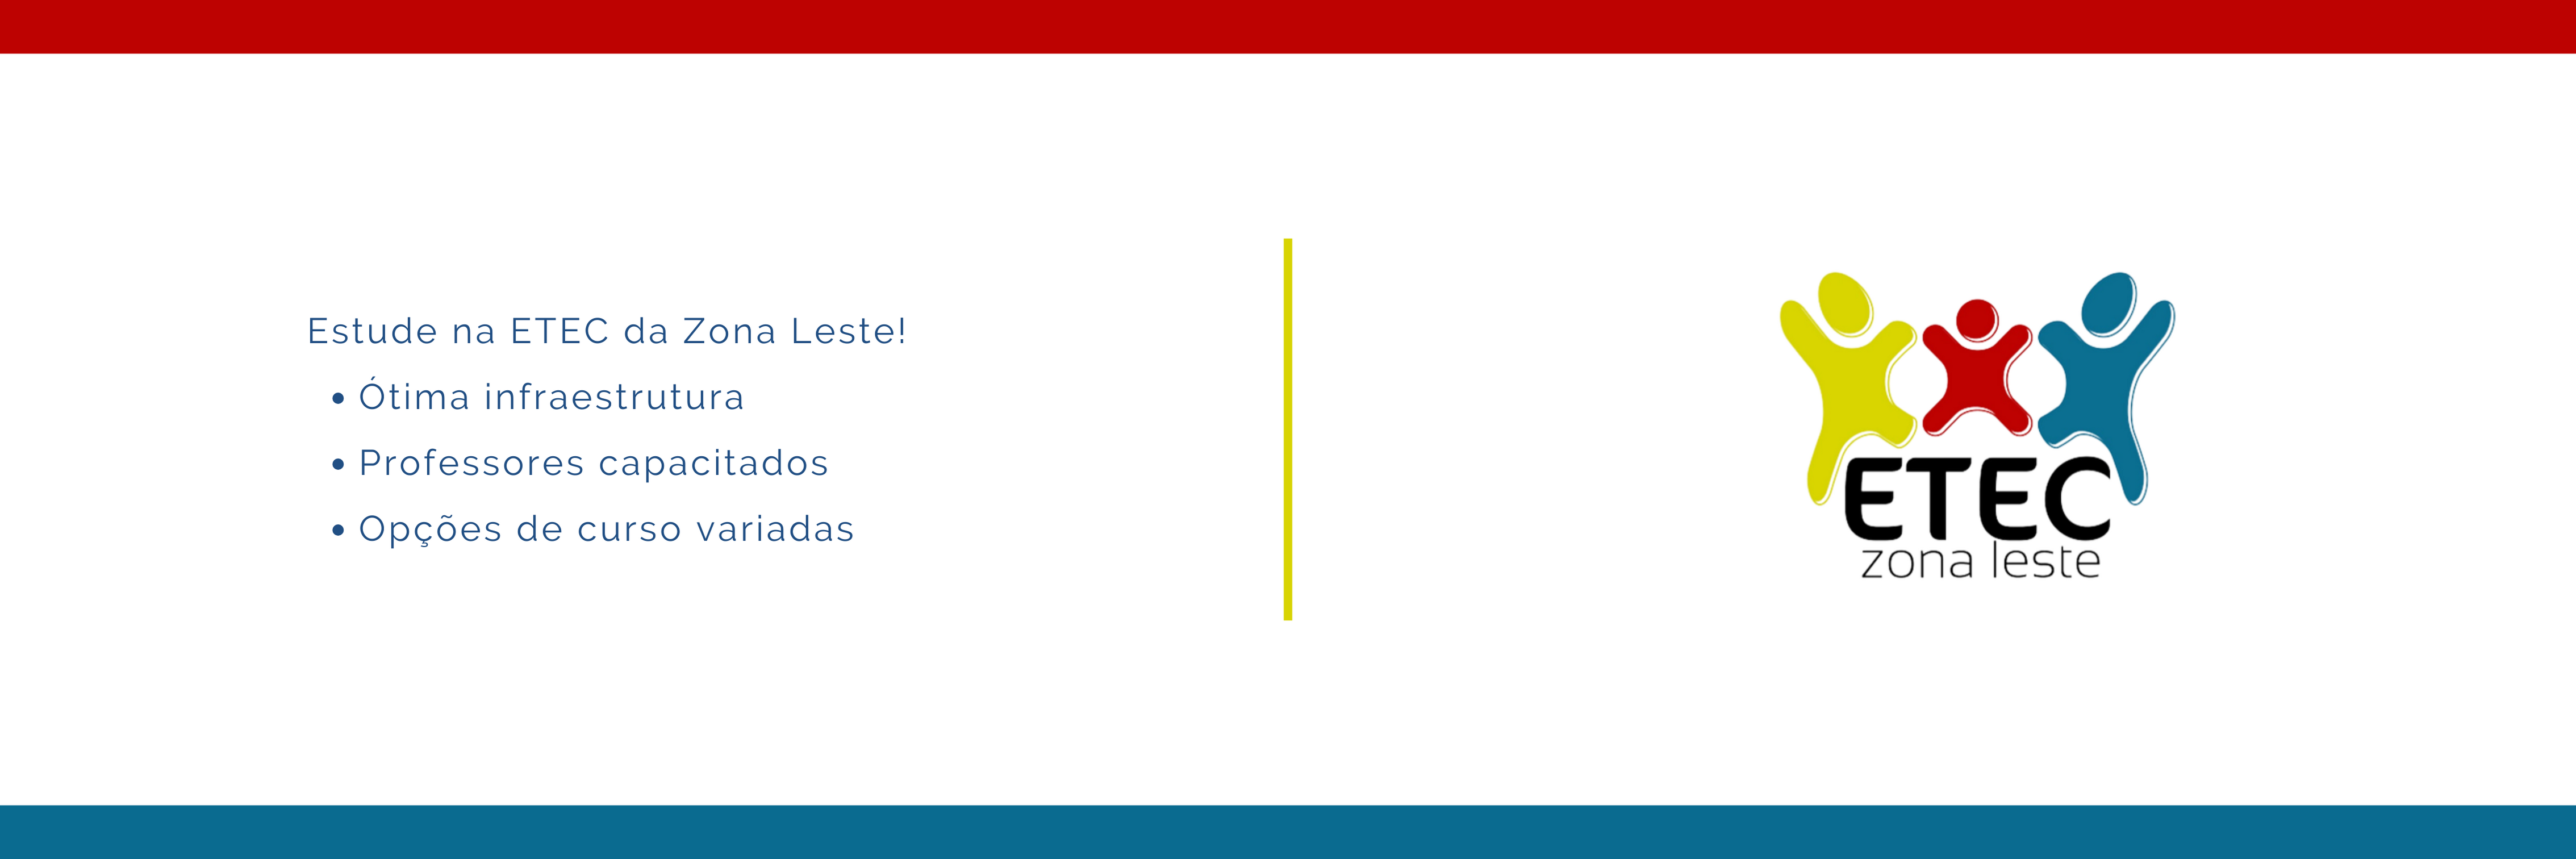 Estude na ETEC da Zona Leste!
• Ótima infraestrutura
• Professores capacitados
• Opções de curso variadas
ETEC
zona leste